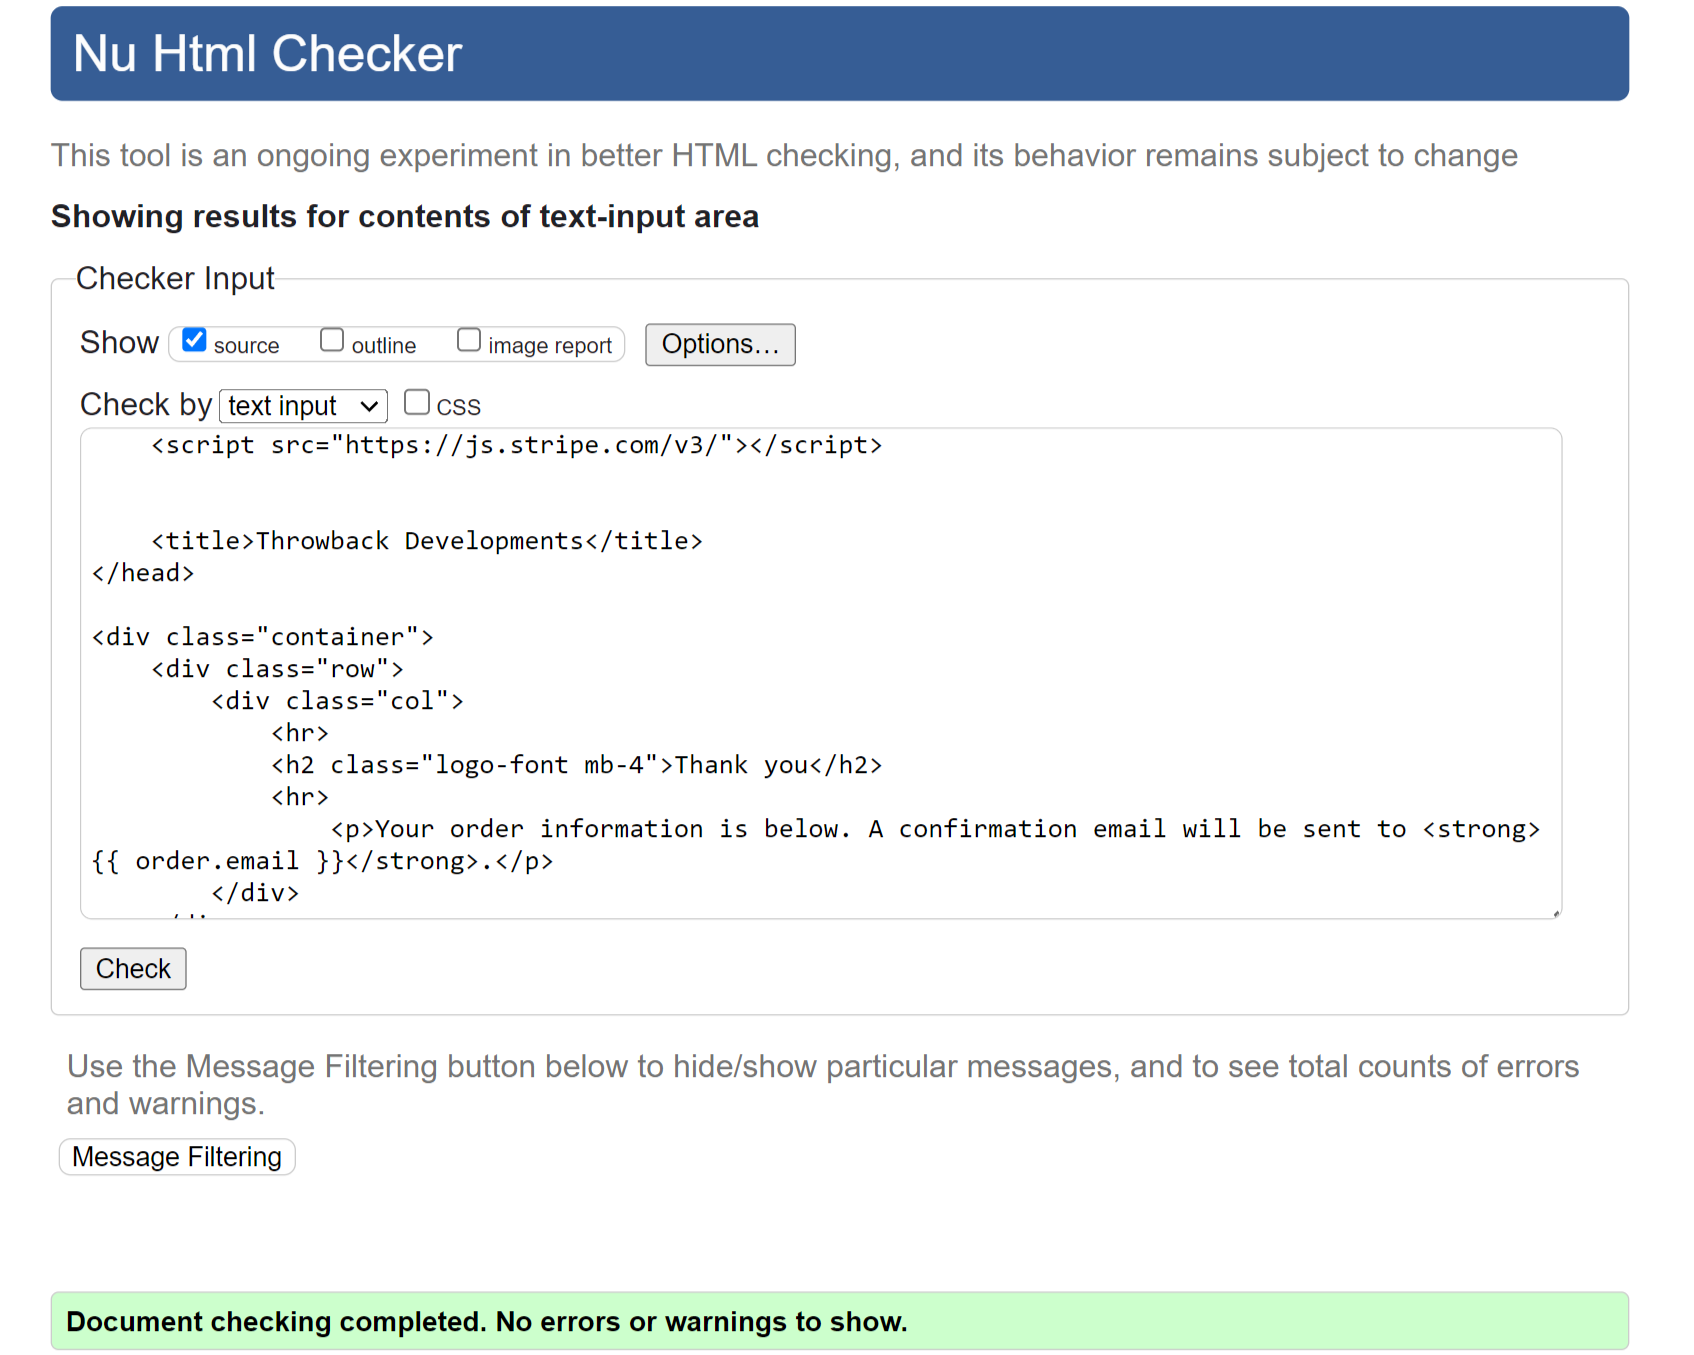 Nu Html Checker
This tool is an ongoing experiment in better HTML checking, and its behavior remains subject to change
Showing results for contents of text-input area
Checker Input
Show source outline image report Options...
Check by text input CSS
<script src="https://js.stripe.com/v3/"></script>
<title>Throwback Developments</title>
</head>
<div class="container">
<div class="row">
<div class="col">
<hr>
<h2 class="logo-font mb-4">Thank you</h2>
<hr>
<p>Your order information is below. A confirmation email will be sent to <strong>
{{ order.email }}</strong>.</p>
</div>
Check
Use the Message Filtering button below to hide/show particular messages, and to see total counts of errors
and warnings.
Message Filtering
Document checking completed. No errors or warnings to show.